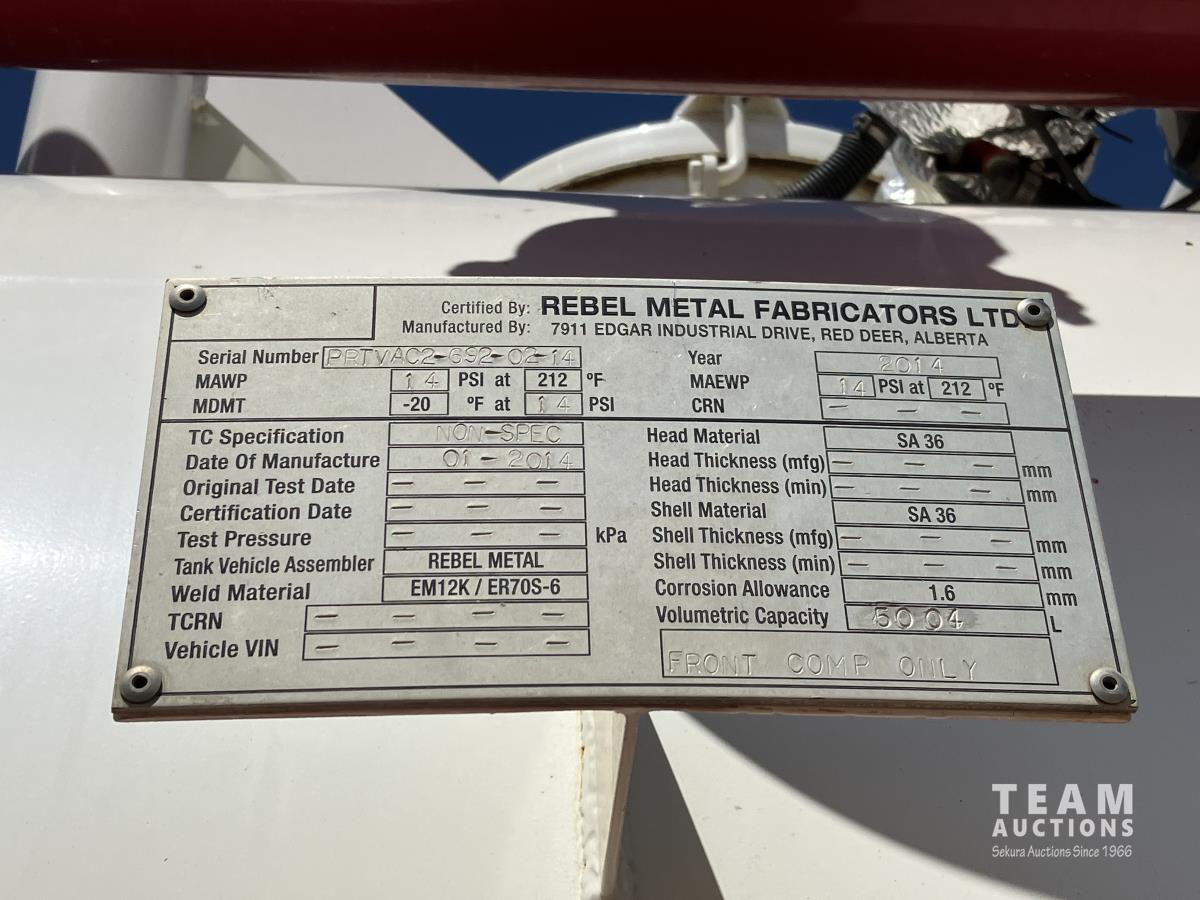 Certified By: REBEL METAL FABRICATORS LTD
Manufactured By: 7911 EDGAR INDUSTRIAL DRIVE, RED DEER, ALBERTA
Serial Number PRTVAC2-692-02-14 Year 2014
MAWP 14 PSI at 212 ºF MAEWP 14 PSI at 212 ºF
MDMT -20 ºF at 14 PSI CRN — — —
TC Specification NON-SPEC Head Material SA 36
Date Of Manufacture 01-2014 Head Thickness (mfg) — — — mm
Original Test Date — — — Head Thickness (min) — — — mm
Certification Date — — — Shell Material SA 36
Test Pressure — — — kPa Shell Thickness (mfg) — — — mm
Tank Vehicle Assembler REBEL METAL Shell Thickness (min) — — — mm
Weld Material EM12K / ER70S-6 Corrosion Allowance 1.6 mm
TCRN — — — — Volumetric Capacity 5004 L
Vehicle VIN — — — — FRONT COMP ONLY
TEAM
AUCTIONS
Sekura Auctions Since 1966